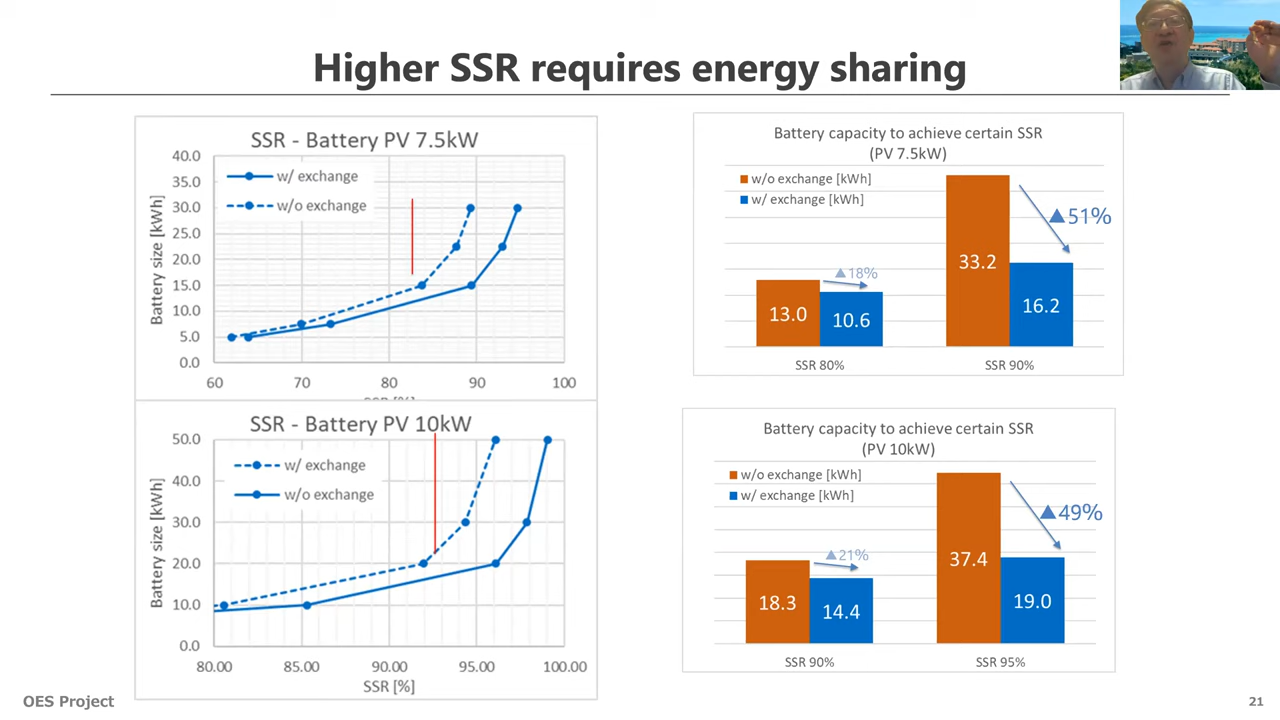 Higher SSR requires energy sharing
SSR - Battery PV 7.5kW
w/ exchange
w/o exchange
Battery size [kWh]
40.0
35.0
30.0
25.0
20.0
15.0
10.0
5.0
0.0
60 70 80 90 100
SSR [%]
SSR - Battery PV 10kW
w/ exchange
w/o exchange
Battery size [kWh]
50.0
40.0
30.0
20.0
10.0
0.0
80.00 85.00 90.00 95.00 100.00
SSR [%]
Battery capacity to achieve certain SSR
(PV 7.5kW)
w/o exchange [kWh]
w/ exchange [kWh]
▲18%
▲51%
13.0 10.6
33.2 16.2
SSR 80% SSR 90%
Battery capacity to achieve certain SSR
(PV 10kW)
w/o exchange [kWh]
w/ exchange [kWh]
▲21%
▲49%
18.3 14.4
37.4 19.0
SSR 90% SSR 95%
OES Project
21